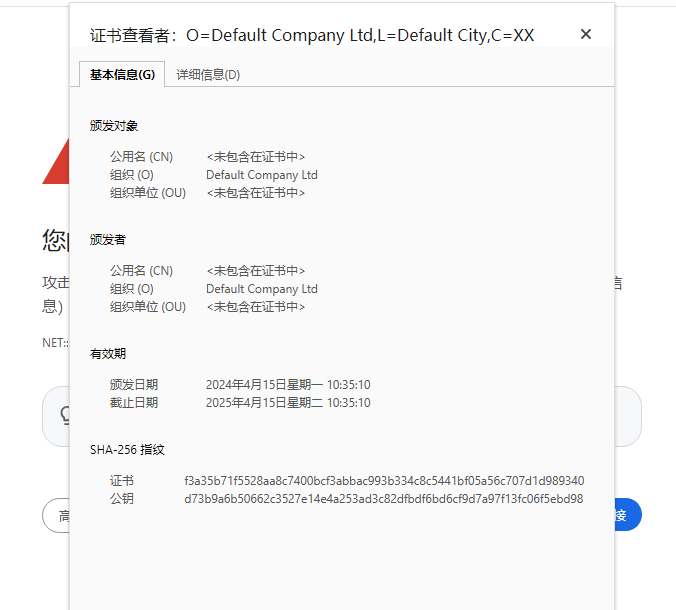 证书查看者：O=Default Company Ltd,L=Default City,C=XX
基本信息(G) 详细信息(D)
颁发对象
公用名 (CN) <未包含在证书中>
组织 (O) Default Company Ltd
组织单位 (OU) <未包含在证书中>
您
颁发者
公用名 (CN) <未包含在证书中>
攻击 信
组织 (O) Default Company Ltd
息)
组织单位 (OU) <未包含在证书中>
NET::
有效期
颁发日期 2024年4月15日星期一 10:35:10
截止日期 2025年4月15日星期二 10:35:10
SHA-256 指纹
证书 f3a35b71f5528aa8c7400bcf3abbac993b334c8c5441bf05a56c707d1d989340
公钥 d73b9a6b50662c3527e14e4a253ad3c82dfbdf6bd6cf9d7a97f13fc06f5ebd98
高 接